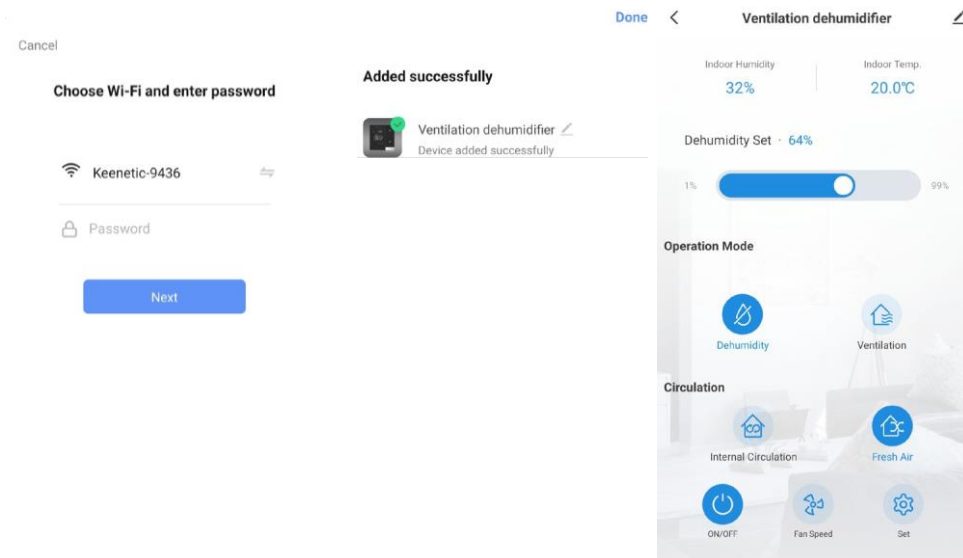 Cancel
Choose Wi-Fi and enter password
Keenetic-9436
Password
Next
Done
Added successfully
Ventilation dehumidifier
Device added successfully
Ventilation dehumidifier
Indoor Humidity
Indoor Temp.
32%
20.0℃
Dehumidity Set · 64%
1%
99%
Operation Mode
Dehumidity
Ventilation
Circulation
Internal Circulation
Fresh Air
ON/OFF
Fan Speed
Set